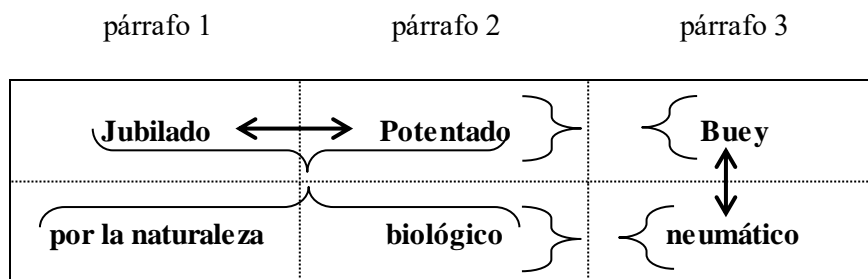 párrafo 1 párrafo 2 párrafo 3
Jubilado Potentado Buey
por la naturaleza biológico neumático